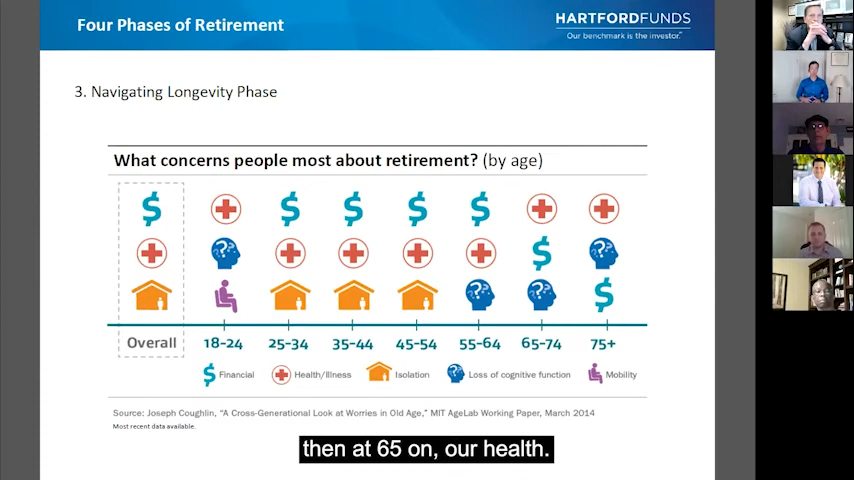 Four Phases of Retirement
HARTFORDFUNDS
Our benchmark is the investor.™
3. Navigating Longevity Phase
What concerns people most about retirement? (by age)
Overall 18-24 25-34 35-44 45-54 55-64 65-74 75+
Financial Health/Illness Isolation Loss of cognitive function Mobility
Source: Joseph Coughlin, “A Cross-Generational Look at Worries in Old Age,” MIT AgeLab Working Paper, March 2014
Most recent data available.
then at 65 on, our health.